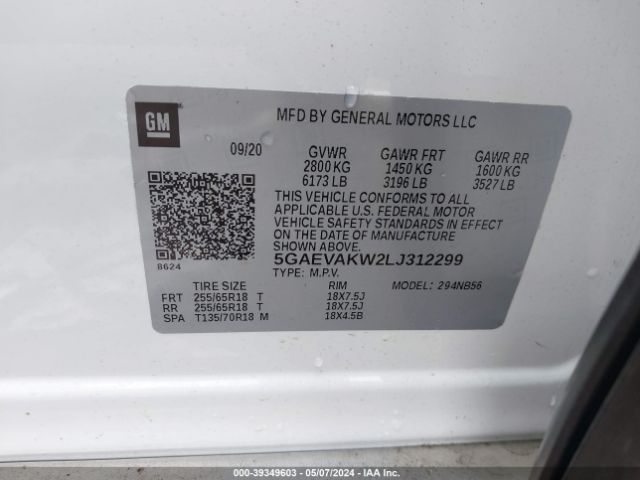 GM
MFD BY GENERAL MOTORS LLC
09/20 GVWR GAWR FRT GAWR RR
2800 KG 1450 KG 1600 KG
6173 LB 3196 LB 3527 LB
THIS VEHICLE CONFORMS TO ALL
APPLICABLE U.S. FEDERAL MOTOR
VEHICLE SAFETY STANDARDS IN EFFECT
ON THE DATE OF MANUFACTURE
SHOWN ABOVE.
8624
5GAEVAKW2LJ312299
TYPE: M.P.V. MODEL: 294NB56
TIRE SIZE RIM
FRT 255/65R18 T 18X7.5J
RR 255/65R18 T 18X7.5J
SPA T135/70R18 M 18X4.5B
000-39349603 - 05/07/2024 - IAA Inc.